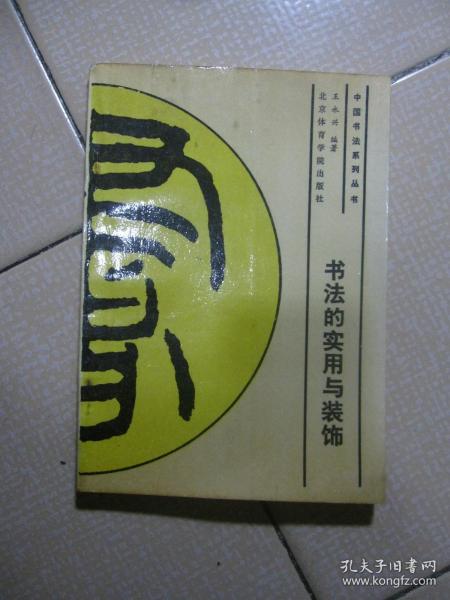 中国书法系列丛书
王永兴 编著
北京体育学院出版社
书法的实用与装饰
孔夫子旧书网
www.kongfz.com